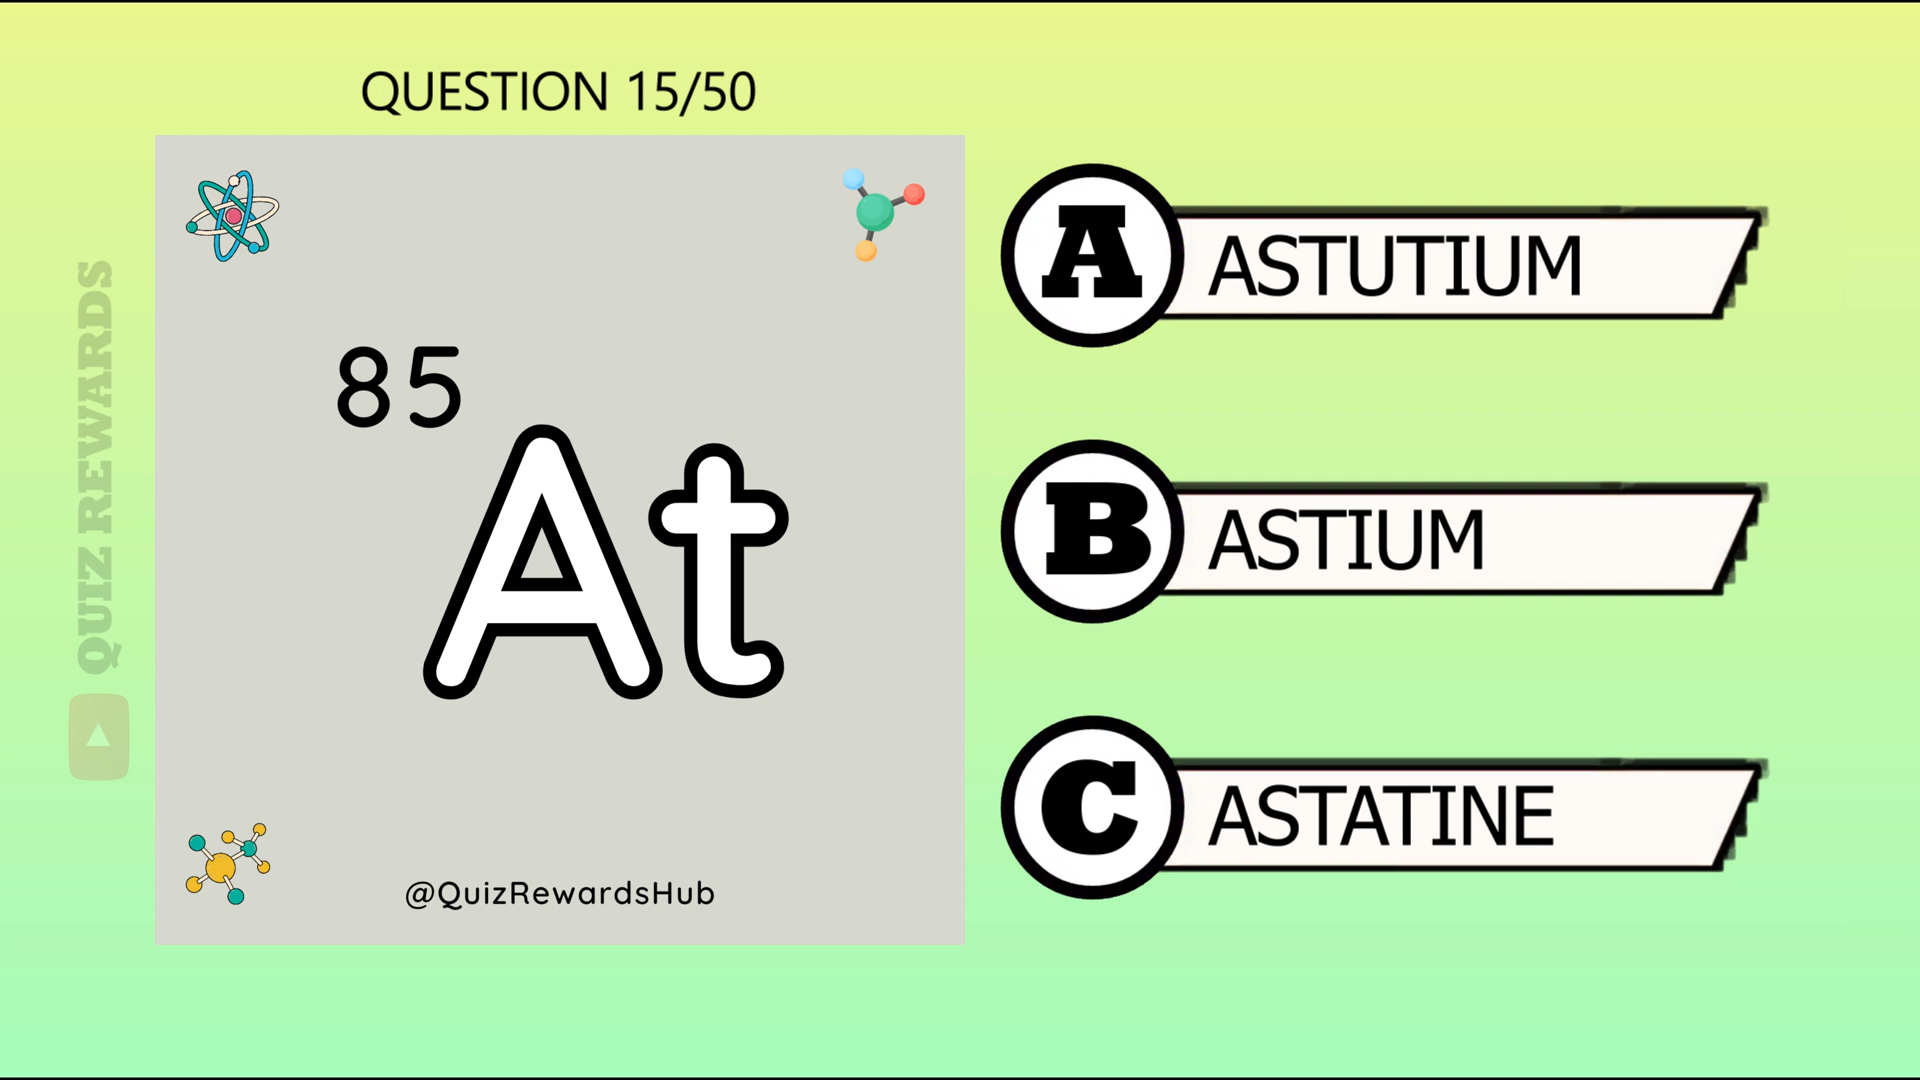 QUESTION 15/50
QUIZ REWARDS
85
At
@QuizRewardsHub
A
ASTUTIUM
B
ASTIUM
C
ASTATINE